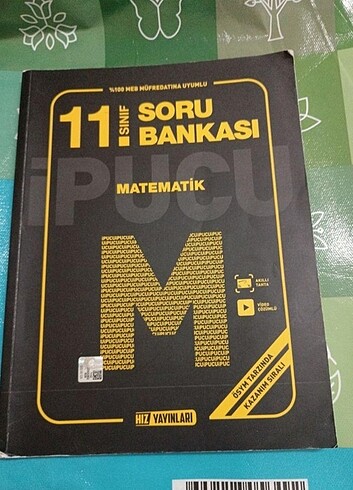 %100 MEB MÜFREDATINA UYUMLU
11. SINIF
SORU
BANKASI
iPUCU
MATEMATİK
M
AKILLI
TAHTA
VİDEO
ÇÖZÜMLÜ
ÖSYM TARZINDA
KAZANIM SIRALI
HIZ YAYINLARI